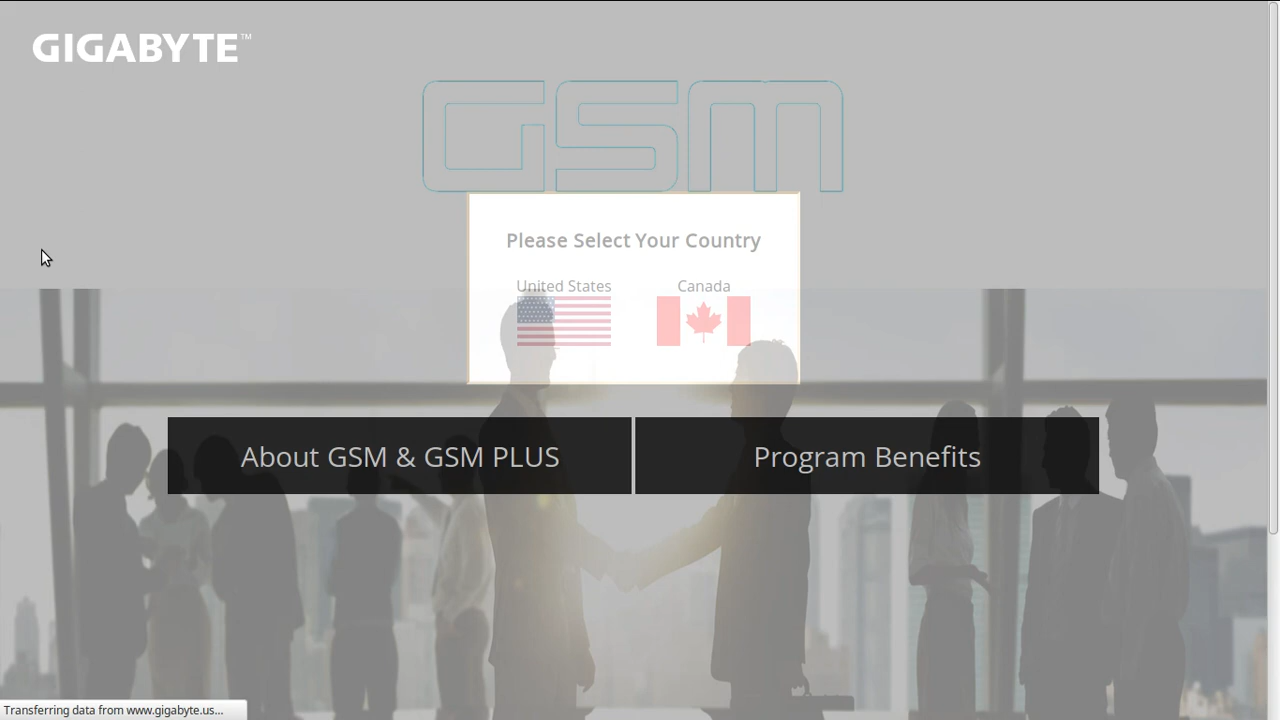 GIGABYTE™
GSM
Please Select Your Country
United States
Canada
About GSM & GSM PLUS
Program Benefits
Transferring data from www.gigabyte.us...